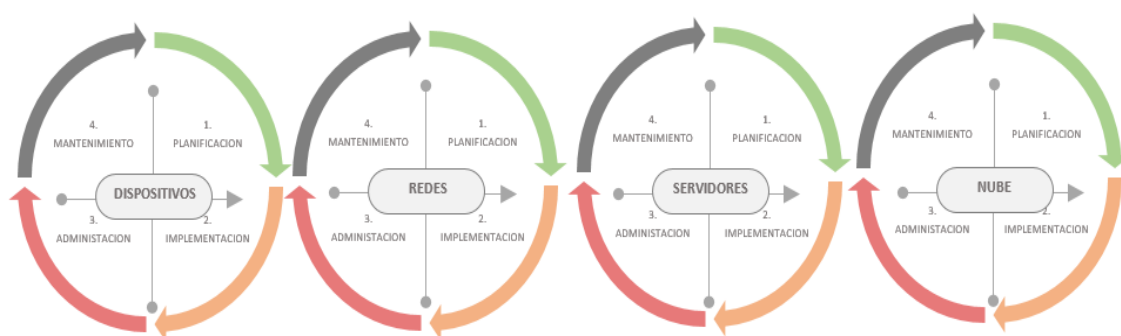 4.
MANTENIMIENTO
1.
PLANIFICACION
DISPOSITIVOS
3.
ADMINISTACION
2.
IMPLEMENTACION
4.
MANTENIMIENTO
1.
PLANIFICACION
REDES
3.
ADMINISTACION
2.
IMPLEMENTACION
4.
MANTENIMIENTO
1.
PLANIFICACION
SERVIDORES
3.
ADMINISTACION
2.
IMPLEMENTACION
4.
MANTENIMIENTO
1.
PLANIFICACION
NUBE
3.
ADMINISTACION
2.
IMPLEMENTACION